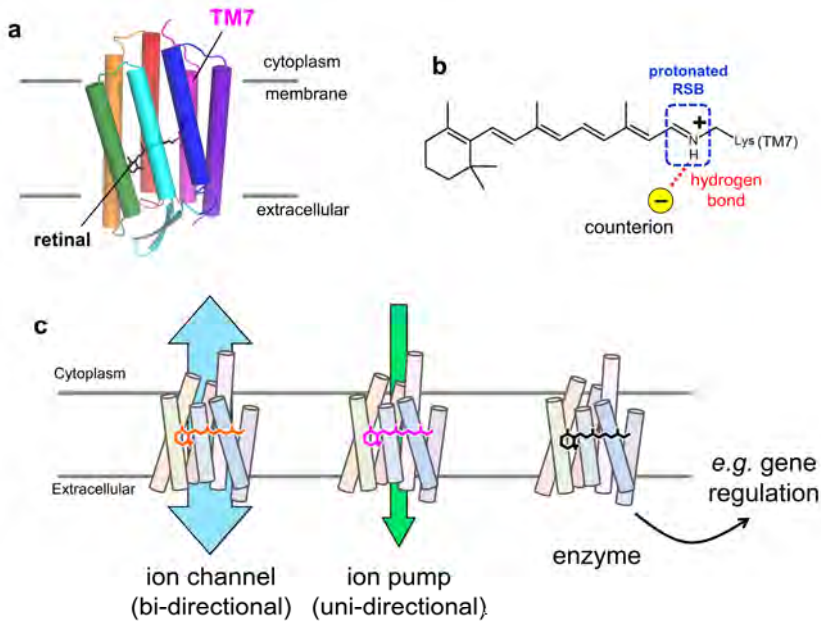 a
TM7
cytoplasm
membrane
extracellular
retinal
b
protonated
RSB
+
N
H
Lys(TM7)
hydrogen
bond
−
counterion
c
Cytoplasm
Extracellular
ion channel
(bi-directional)
ion pump
(uni-directional)
enzyme
e.g. gene
regulation